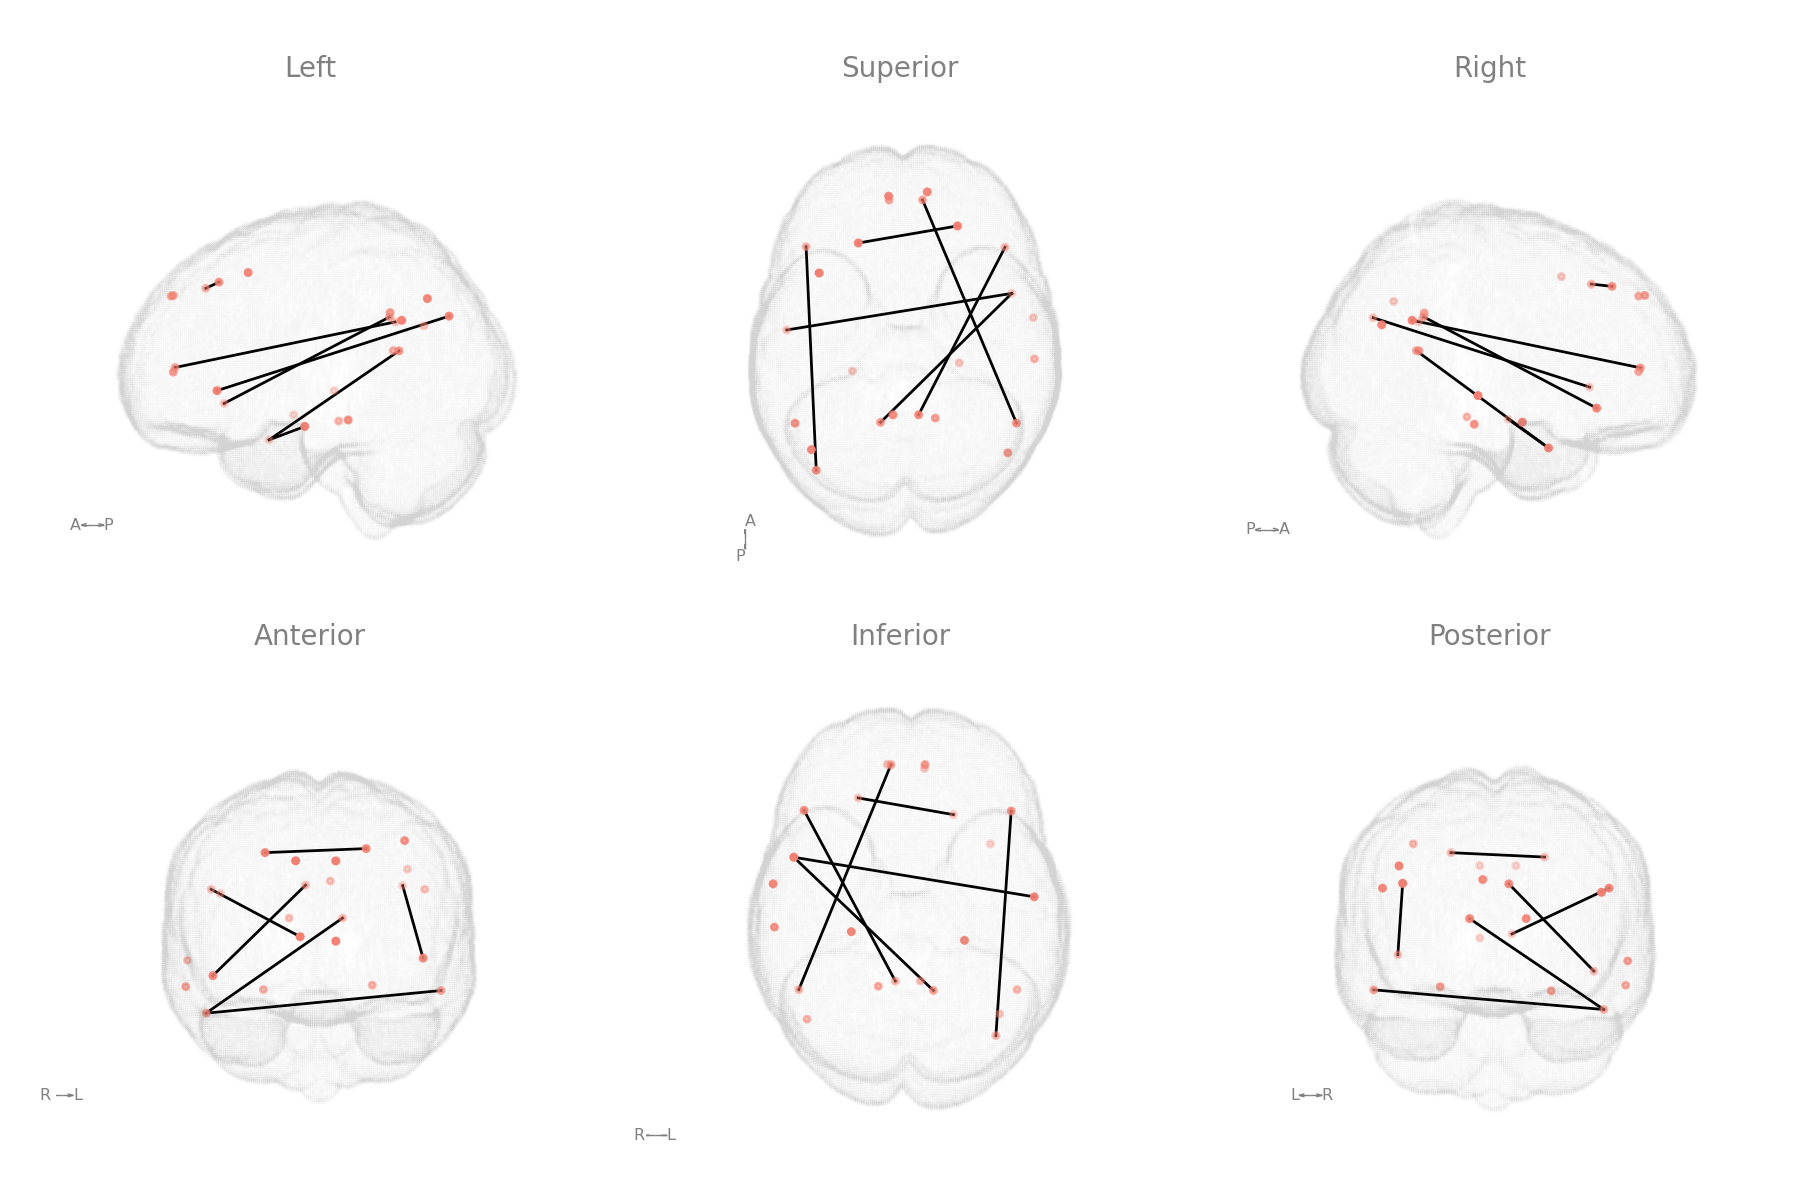 Left
Superior
Right
A
P
A
P
P
A
Anterior
Inferior
Posterior
R
L
R
L
L
R